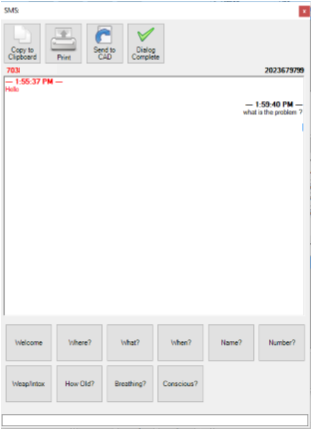 SMS
Copy to
Clipboard
Print
Send to
CAD
Dialog
Complete
703i
2023679799
— 1:55:37 PM —
Hello
— 1:59:40 PM —
what is the problem ?
Welcome
Where?
What?
When?
Name?
Number?
Weap/Intox
How Old?
Breathing?
Conscious?